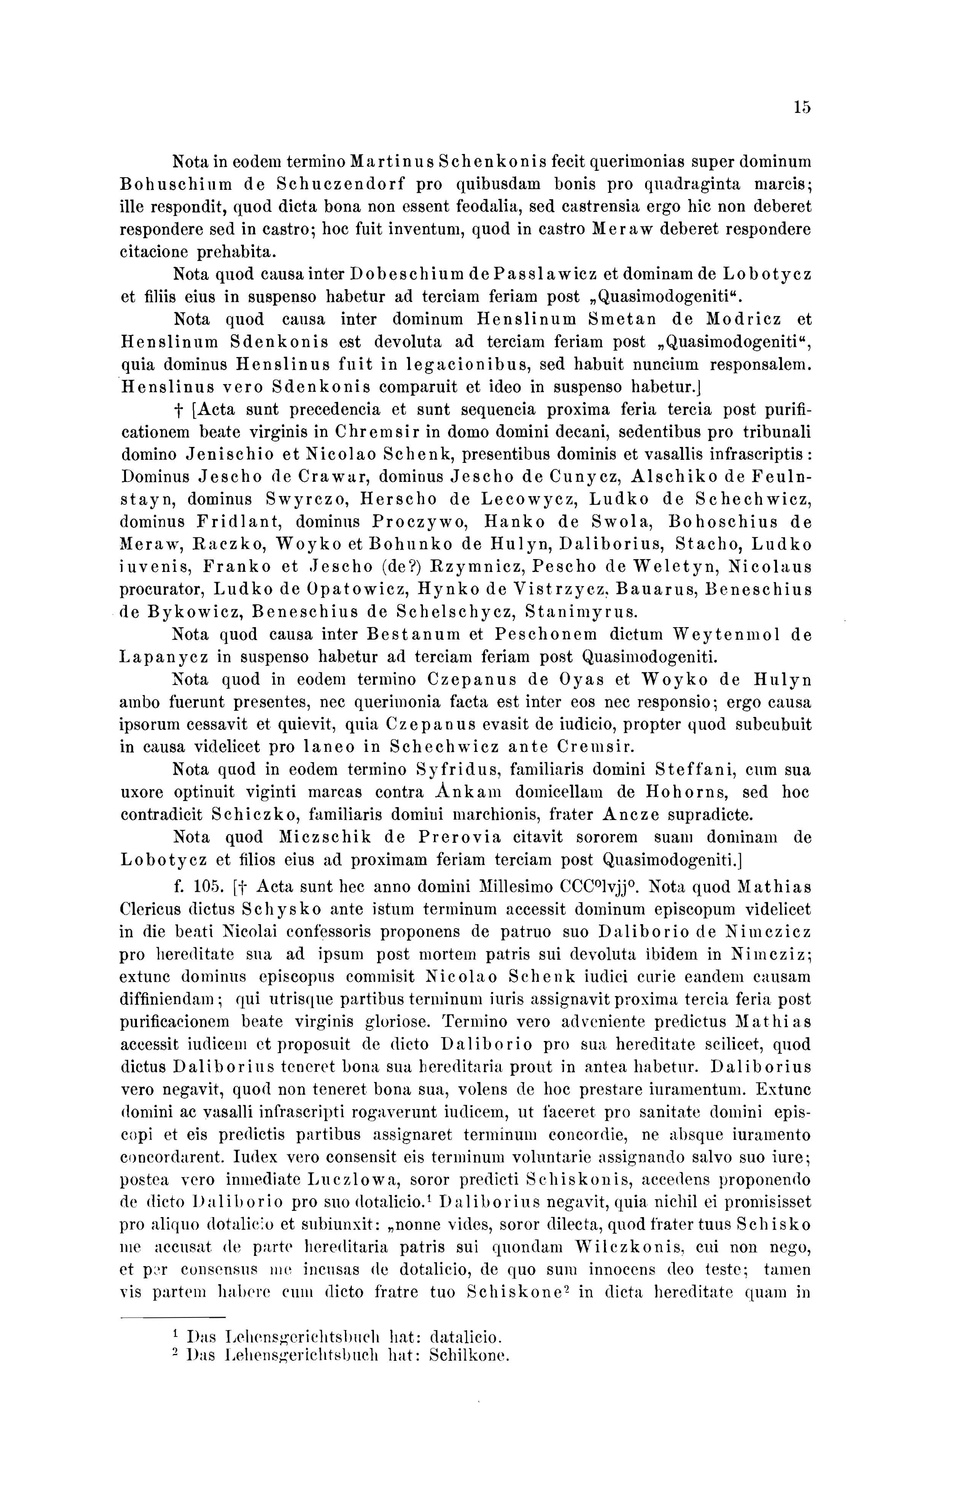 15
Nota in eodem termino Martinus Schenkonis fecit querimonias super dominum
Bohuschium de Schuczendorf pro quibusdam bonis pro quadraginta marcis;
ille respondit, quod dicta bona non essent feodalia, sed castrensia ergo hic non deberet
respondere sed in castro; hoc fuit inventum, quod in castro Meraw deberet respondere
citacione prehabita.
Nota quod causa inter Dobeschium de Passlawicz et dominam de Lobotycz
et filiis eius in suspenso habetur ad terciam feriam post „Quasimodogeniti“.
Nota quod causa inter dominum Henslinum Smetan de Modricz et
Henslinum Sdenkonis est devoluta ad terciam feriam post „Quasimodogeniti“,
quia dominus Henslinus fuit in legacionibus, sed habuit nuncium responsalem.
Henslinus vero Sdenkonis comparuit et ideo in suspenso habetur.]
† [Acta sunt precedencia et sunt sequencia proxima feria tercia post purifi-
cationem beate virginis in Chremsir in domo domini decani, sedentibus pro tribunali
domino Jenischio et Nicolao Schenk, presentibus dominis et vasallis infrascriptis:
Dominus Jescho de Crawar, dominus Jescho de Cunycz, Alschiko de Feuln-
stayn, dominus Swyrczo, Herscho de Lecowycz, Ludko de Schechwicz,
dominus Fridlant, dominus Proczywo, Hanko de Swola, Bohoschius de
Meraw, Raczko, Woyko et Bohunko de Hulyn, Daliborius, Stacho, Ludko
iuvenis, Franko et Jescho (de?) Rzymnicz, Pescho de Weletyn, Nicolaus
procurator, Ludko de Opatowicz, Hynko de Vistrzycz, Bauarus, Beneschius
de Bykowicz, Beneschius de Schelschycz, Stanimyrus.
Nota quod causa inter Bestanum et Peschonem dictum Weytenmol de
Lapanycz in suspenso habetur ad terciam feriam post Quasimodogeniti.
Nota quod in eodem termino Czepanus de Oyas et Woyko de Hulyn
ambo fuerunt presentes, nec querimonia facta est inter eos nec responsio; ergo causa
ipsorum cessavit et quievit, quia Czepanus evasit de iudicio, propter quod subcubuit
in causa videlicet pro laneo in Schechwicz ante Cremsir.
Nota quod in eodem termino Syfridus, familiaris domini Steffani, cum sua
uxore optinuit viginti marcas contra Ankam domicellam de Hohorns, sed hoc
contradicit Schiczko, familiaris domini marchionis, frater Ancze supradicte.
Nota quod Miczschik de Prerovia citavit sororem suam dominam de
Lobotycz et filios eius ad proximam feriam terciam post Quasimodogeniti.]
f. 105. [† Acta sunt hec anno domini Millesimo CCC⁰lvjj⁰. Nota quod Mathias
Clericus dictus Schysko ante istum terminum accessit dominum episcopum videlicet
in die beati Nicolai confessoris proponens de patruo suo Daliborio de Nimczicz
pro hereditate sua ad ipsum post mortem patris sui devoluta ibidem in Nimcziz;
extunc dominus episcopus commisit Nicolao Schenk iudici curie eandem causam
diffiniendam; qui utrisque partibus terminum iuris assignavit proxima tercia feria post
purificacionem beate virginis gloriose. Termino vero adveniente predictus Mathias
accessit iudicem et proposuit de dicto Daliborio pro sua hereditate scilicet, quod
dictus Daliborius teneret bona sua hereditaria prout in antea habetur. Daliborius
vero negavit, quod non teneret bona sua, volens de hoc prestare iuramentum. Extunc
domini ac vasalli infrascripti rogaverunt iudicem, ut faceret pro sanitate domini epis-
copi et eis predictis partibus assignaret terminum concordie, ne absque iuramento
concordarent. Iudex vero consensit eis terminum voluntarie assignando salvo suo iure;
postea vero inmediate Luczlowa, soror predicti Schiskonis, accedens proponendo
de dicto Daliborio pro suo dotalicio.¹ Daliborius negavit, quia nichil ei promisisset
pro aliquo dotalicio et subiunxit: „nonne vides, soror dilecta, quod frater tuus Schisko
me accusat de parte hereditaria patris sui quondam Wilczkonis, cui non nego,
et per consensus me incusas de dotalicio, de quo sum innocens deo teste; tamen
vis partem habere cum dicto fratre tuo Schiskone² in dicta hereditate quam in
¹ Das Lehensgerichtsbuch hat: datalicio.
² Das Lehensgerichtsbuch hat: Schilkone.